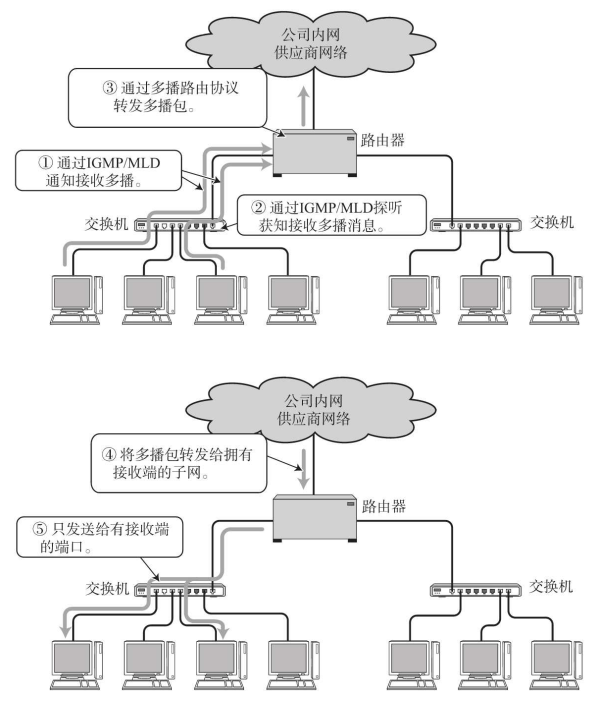 公司内网
供应商网络
③ 通过多播路由协议
转发多播包。
路由器
① 通过IGMP/MLD
通知接收多播。
② 通过IGMP/MLD探听
获知接收多播消息。
交换机
交换机
公司内网
供应商网络
④ 将多播包转发给拥有
接收端的子网。
路由器
⑤ 只发送给有接收端
的端口。
交换机
交换机